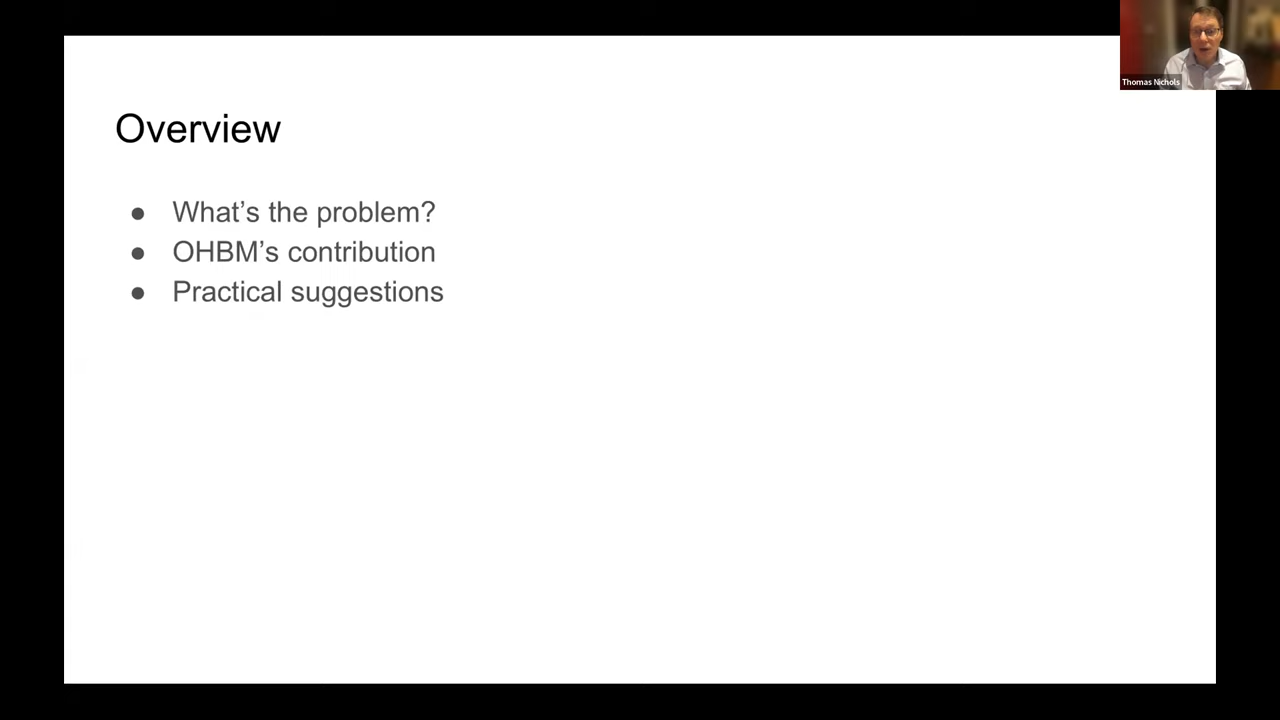 Thomas Nichols
Overview
● What's the problem?
● OHBM's contribution
● Practical suggestions